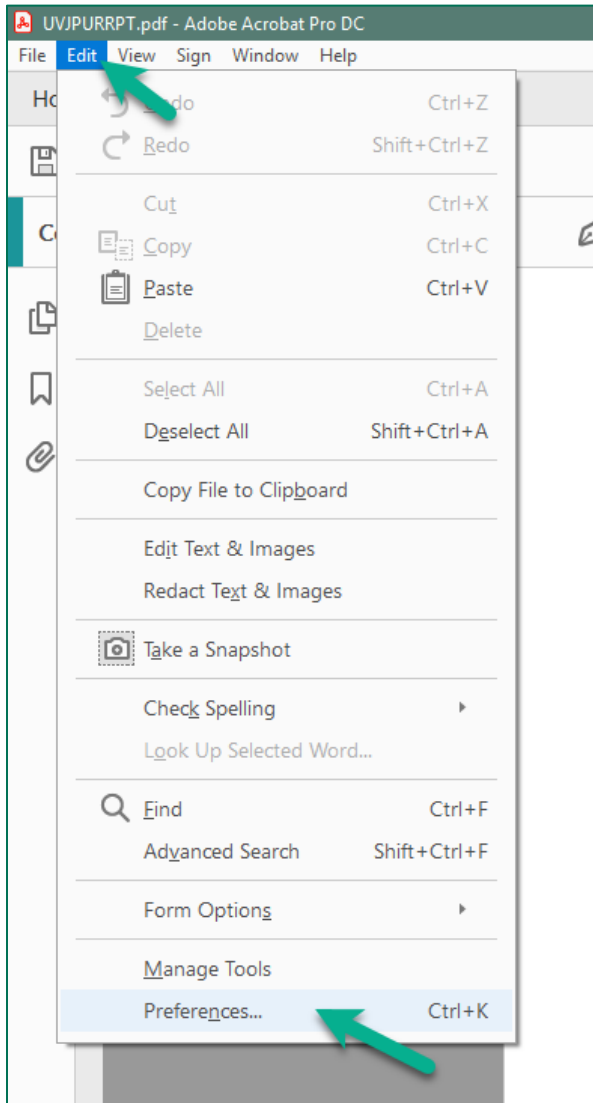 UVJPURRPT.pdf - Adobe Acrobat Pro DC
File Edit View Sign Window Help
Undo Ctrl+Z
Redo Shift+Ctrl+Z
Cut Ctrl+X
Copy Ctrl+C
Paste Ctrl+V
Delete
Select All Ctrl+A
Deselect All Shift+Ctrl+A
Copy File to Clipboard
Edit Text & Images
Redact Text & Images
Take a Snapshot
Check Spelling
Look Up Selected Word...
Find Ctrl+F
Advanced Search Shift+Ctrl+F
Form Options
Manage Tools
Preferences... Ctrl+K